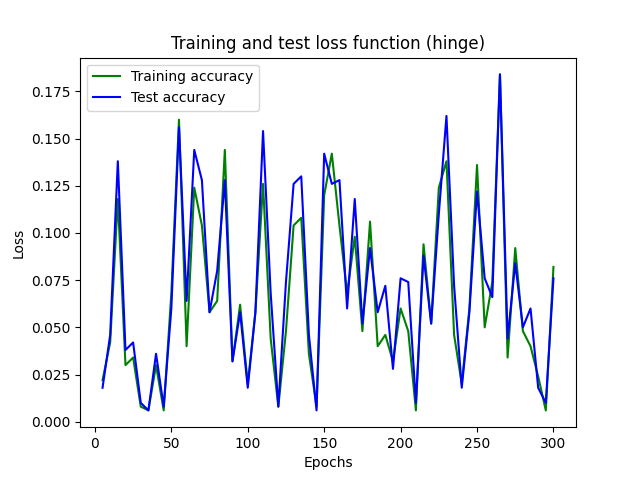 Training and test loss function (hinge)
Training accuracy
Test accuracy
0.175
0.150
0.125
0.100
0.075
0.050
0.025
0.000
Loss
0 50 100 150 200 250 300
Epochs